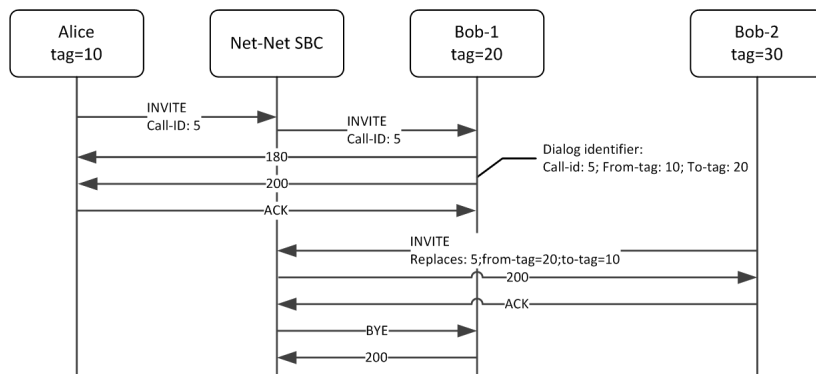 Alice
tag=10
Net-Net SBC
Bob-1
tag=20
Bob-2
tag=30
INVITE
Call-ID: 5
INVITE
Call-ID: 5
180
Dialog identifier:
Call-id: 5; From-tag: 10; To-tag: 20
200
ACK
INVITE
Replaces: 5;from-tag=20;to-tag=10
200
ACK
BYE
200